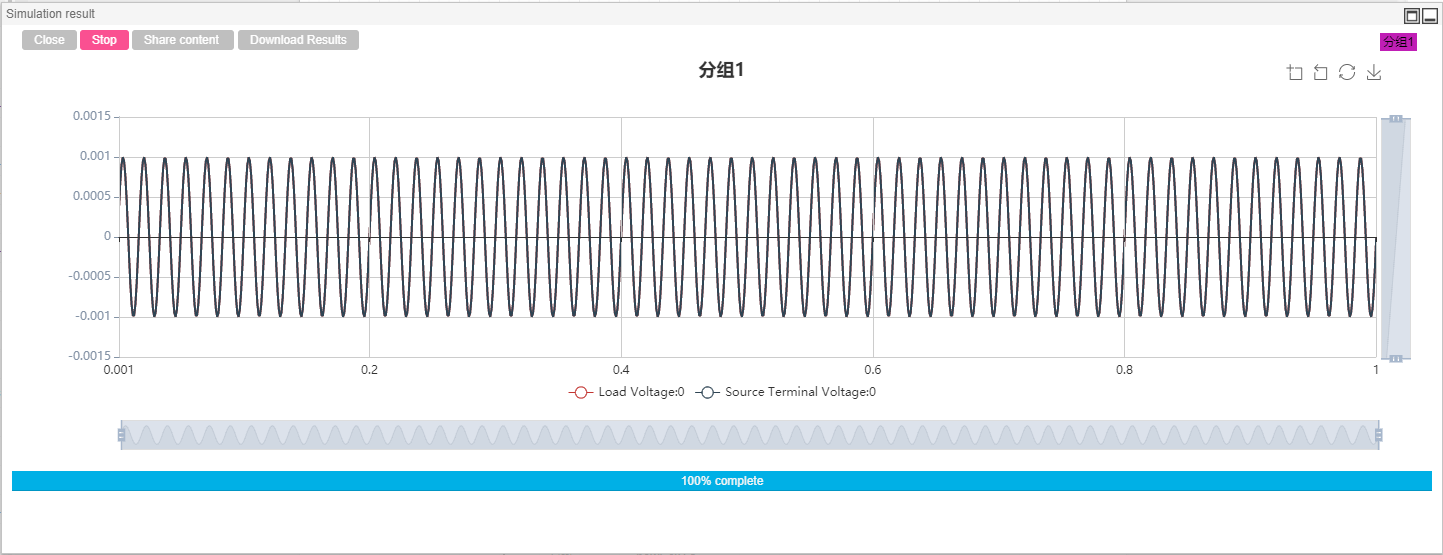 Simulation result
Close Stop Share content Download Results
分组1
分组1
0.0015
0.001
0.0005
0
-0.0005
-0.001
-0.0015
0.001 0.2 0.4 0.6 0.8 1
Load Voltage:0 Source Terminal Voltage:0
100% complete